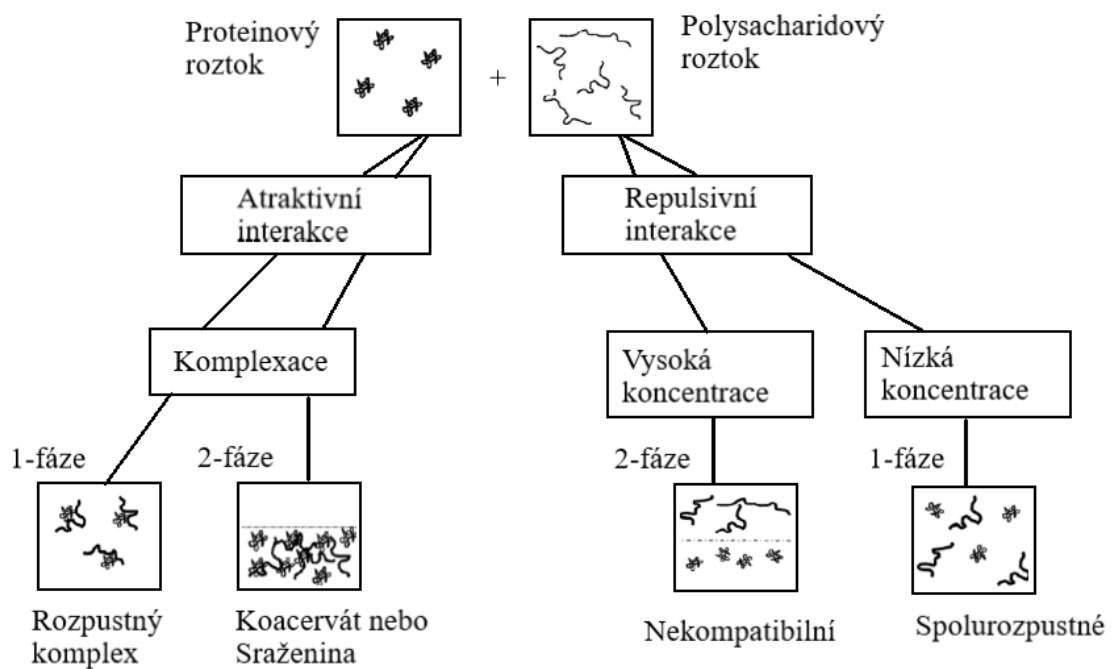 Proteinový
roztok
+
Polysacharidový
roztok
Atraktivní
interakce
Repulsivní
interakce
Komplexace
Vysoká
koncentrace
Nízká
koncentrace
1-fáze
2-fáze
2-fáze
1-fáze
Rozpustný
komplex
Koacervát nebo
Sraženina
Nekompatibilní
Spolurozpustné